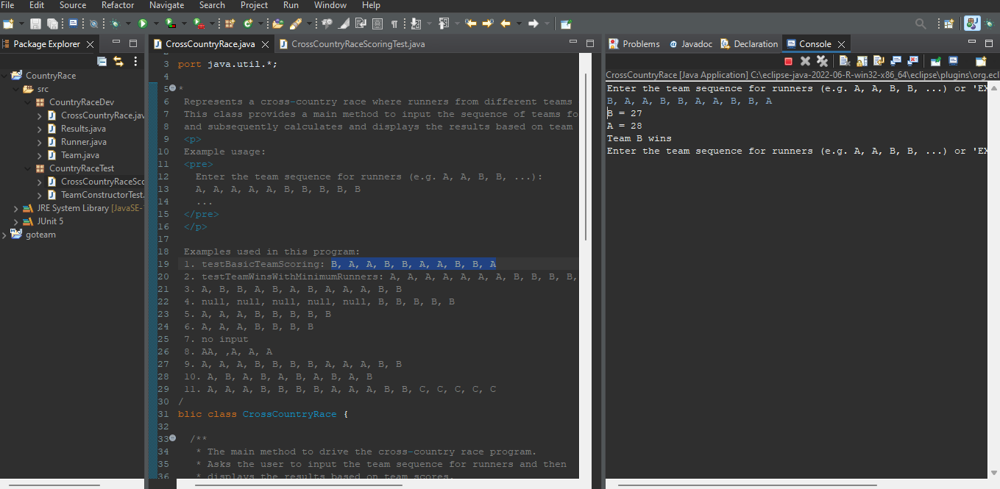 File Edit Source Refactor Navigate Search Project Run Window Help
Package Explorer
CountryRace
src
CountryRaceDev
CrossCountryRace.jav
Results.java
Runner.java
Team.java
CountryRaceTest
CrossCountryRaceSco
TeamConstructorTest.
JRE System Library [JavaSE-
JUnit 5
goteam
CrossCountryRace.java
CrossCountryRaceScoringTest.java
3 port java.util.*;
4
5 *
6 Represents a cross-country race where runners from different teams
7 This class provides a main method to input the sequence of teams fo
8 and subsequently calculates and displays the results based on team
9 <p>
10 Example usage:
11 <pre>
12 Enter the team sequence for runners (e.g. A, A, B, B, ...):
13 A, A, A, A, A, B, B, B, B, B
14 ...
15 </pre>
16 </p>
17
18 Examples used in this program:
19 1. testBasicTeamScoring: B, A, A, B, B, A, A, B, B, A
20 2. testTeamWinsWithMinimumRunners: A, A, A, A, A, A, A, B, B, B, B,
21 3. A, B, B, A, B, A, B, A, A, A, B, B
22 4. null, null, null, null, null, B, B, B, B, B
23 5. A, A, A, B, B, B, B, B
24 6. A, A, A, B, B, B, B
25 7. no input
26 8. AA, ,A, A, A
27 9. A, A, A, B, B, B, B, A, A, A, B, B
28 10. A, B, A, B, A, B, A, B, A, B
29 11. A, A, A, B, B, B, B, A, A, A, B, B, C, C, C, C, C
30 /
31 blic class CrossCountryRace {
32
33 /**
34 * The main method to drive the cross-country race program.
35 * Asks the user to input the team sequence for runners and then
36 * displays the results based on team scores.
Problems Javadoc Declaration Console
CrossCountryRace [Java Application] C:\eclipse-java-2022-06-R-win32-x86_64\eclipse\plugins\org.ecl
Enter the team sequence for runners (e.g. A, A, B, B, ...) or 'EX
B, A, A, B, B, A, A, B, B, A
B = 27
A = 28
Team B wins
Enter the team sequence for runners (e.g. A, A, B, B, ...) or 'EX